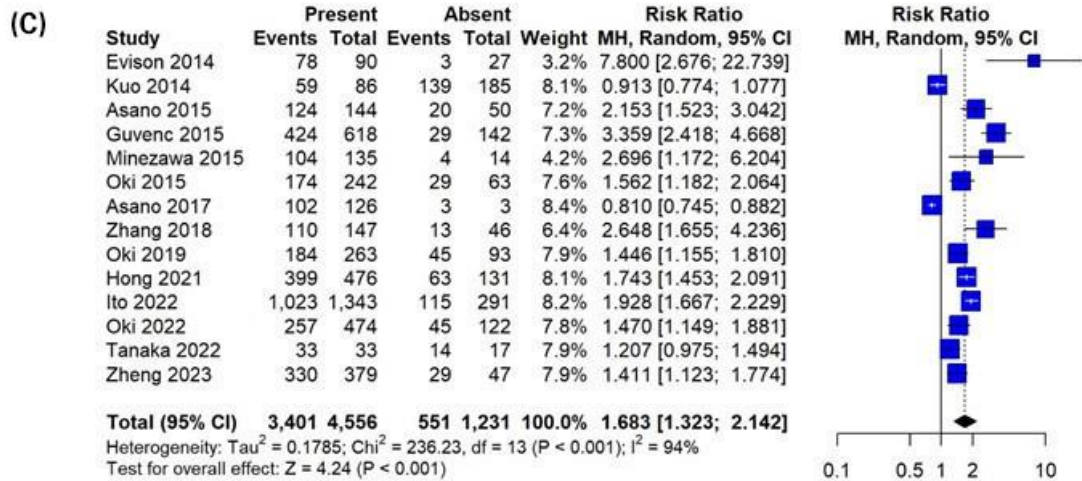 (C)
Present Absent Risk Ratio Risk Ratio
Study Events Total Events Total Weight MH, Random, 95% CI MH, Random, 95% CI
Evison 2014 78 90 3 27 3.2% 7.800 [2.676; 22.739]
Kuo 2014 59 86 139 185 8.1% 0.913 [0.774; 1.077]
Asano 2015 124 144 20 50 7.2% 2.153 [1.523; 3.042]
Guvenc 2015 424 618 29 142 7.3% 3.359 [2.418; 4.668]
Minezawa 2015 104 135 4 14 4.2% 2.696 [1.172; 6.204]
Oki 2015 174 242 29 63 7.6% 1.562 [1.182; 2.064]
Asano 2017 102 126 3 3 8.4% 0.810 [0.745; 0.882]
Zhang 2018 110 147 13 46 6.4% 2.648 [1.655; 4.236]
Oki 2019 184 263 45 93 7.9% 1.446 [1.155; 1.810]
Hong 2021 399 476 63 131 8.1% 1.743 [1.453; 2.091]
Ito 2022 1,023 1,343 115 291 8.2% 1.928 [1.667; 2.229]
Oki 2022 257 474 45 122 7.8% 1.470 [1.149; 1.881]
Tanaka 2022 33 33 14 17 7.9% 1.207 [0.975; 1.494]
Zheng 2023 330 379 29 47 7.9% 1.411 [1.123; 1.774]
Total (95% CI) 3,401 4,556 551 1,231 100.0% 1.683 [1.323; 2.142]
Heterogeneity: Tau² = 0.1785; Chi² = 236.23, df = 13 (P < 0.001); I² = 94%
Test for overall effect: Z = 4.24 (P < 0.001)
0.1 0.5 1 2 10